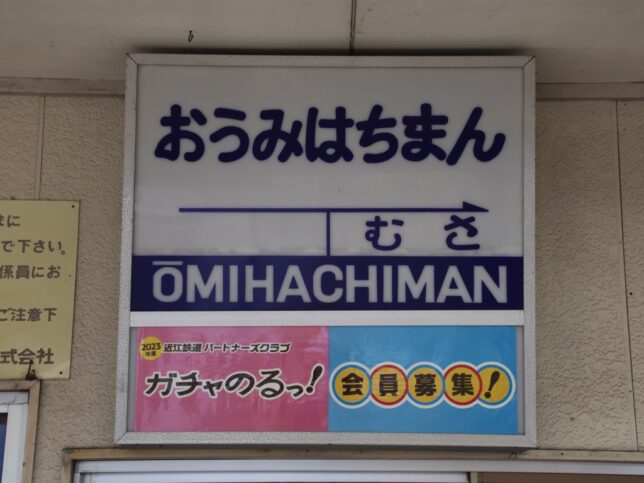 おうみはちまん
むさ
ŌMIHACHIMAN
2023年度 近江鉄道 パートナーズクラブ
ガチャのるっ!
会員募集!
で下さい。
係員にお
ご注意下
式会社